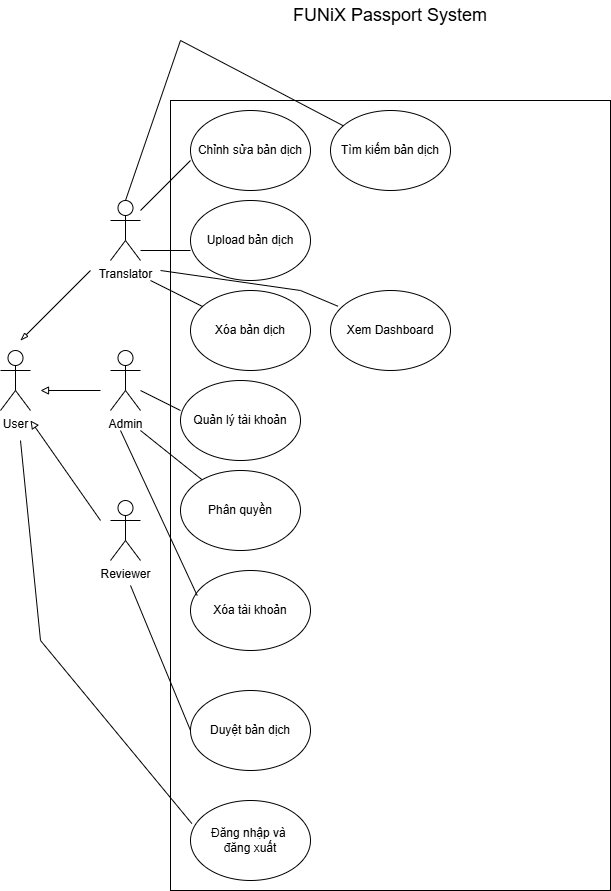 FUNiX Passport System
Chỉnh sửa bản dịch
Tìm kiếm bản dịch
Upload bản dịch
Translator
Xóa bản dịch
Xem Dashboard
User
Admin
Quản lý tài khoản
Phân quyền
Reviewer
Xóa tài khoản
Duyệt bản dịch
Đăng nhập và
đăng xuất